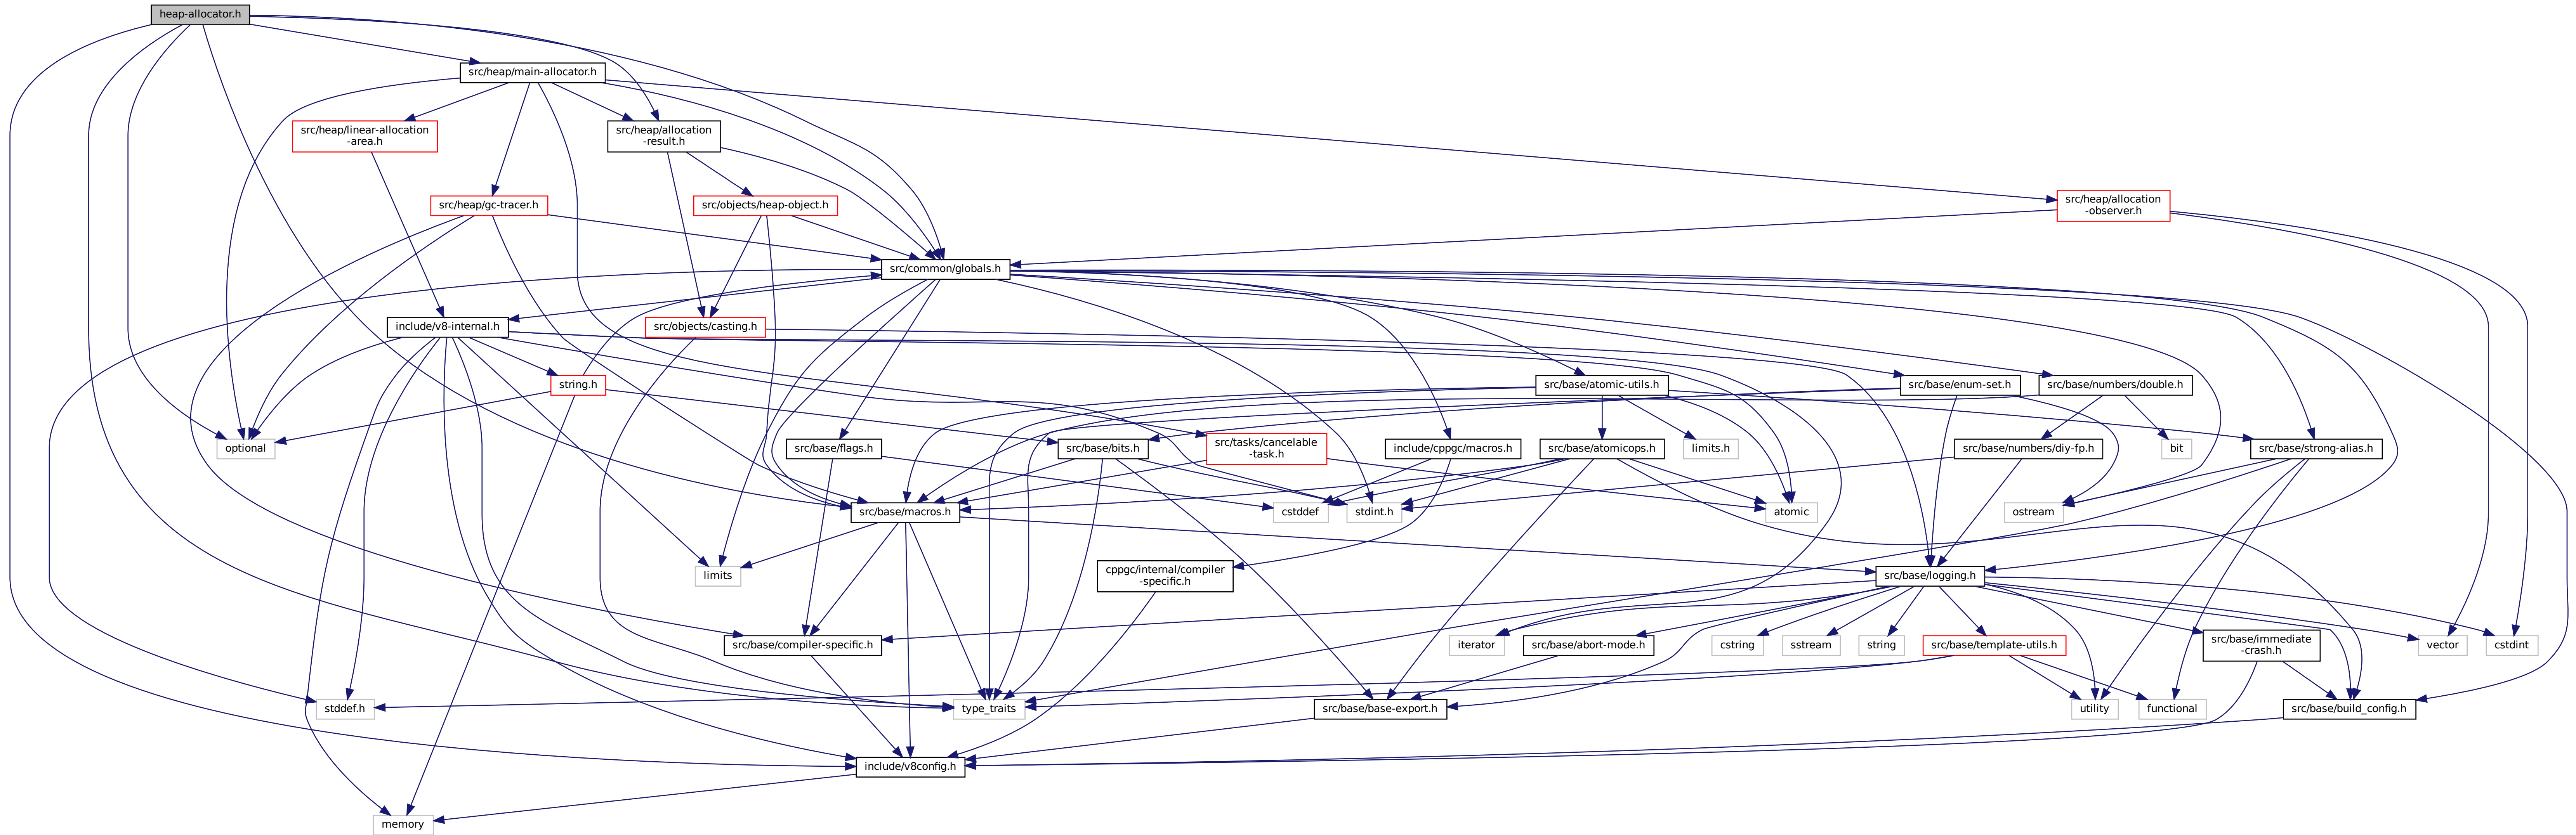 heap-allocator.h
src/heap/main-allocator.h
src/heap/linear-allocation
-area.h
src/heap/allocation
-result.h
src/heap/gc-tracer.h
src/objects/heap-object.h
src/heap/allocation
-observer.h
src/common/globals.h
include/v8-internal.h
src/objects/casting.h
string.h
src/base/atomic-utils.h
src/base/enum-set.h
src/base/numbers/double.h
optional
src/base/flags.h
src/base/bits.h
src/tasks/cancelable
-task.h
include/cppgc/macros.h
src/base/atomicops.h
limits.h
src/base/numbers/diy-fp.h
bit
src/base/strong-alias.h
src/base/macros.h
cstddef
stdint.h
atomic
ostream
limits
cppgc/internal/compiler
-specific.h
src/base/logging.h
src/base/compiler-specific.h
iterator
src/base/abort-mode.h
cstring
sstream
string
src/base/template-utils.h
src/base/immediate
-crash.h
vector
cstdint
stddef.h
type_traits
src/base/base-export.h
utility
functional
src/base/build_config.h
include/v8config.h
memory